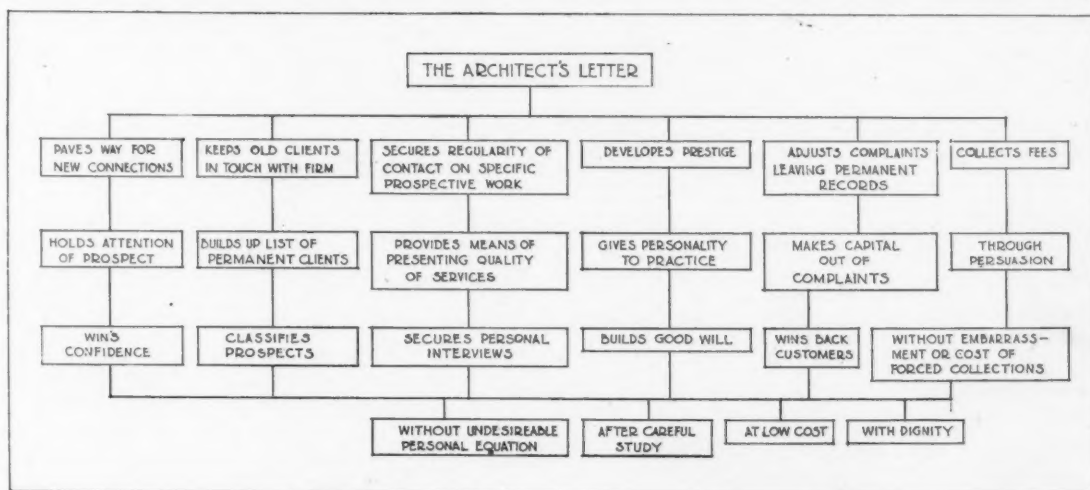 THE ARCHITECT'S LETTER
PAVES WAY FOR
NEW CONNECTIONS
KEEPS OLD CLIENTS
IN TOUCH WITH FIRM
SECURES REGULARITY OF
CONTACT ON SPECIFIC
PROSPECTIVE WORK
DEVELOPES PRESTIGE
ADJUSTS COMPLAINTS
LEAVING PERMANENT
RECORDS
COLLECTS FEES
HOLDS ATTENTION
OF PROSPECT
BUILDS UP LIST OF
PERMANENT CLIENTS
PROVIDES MEANS OF
PRESENTING QUALITY
OF SERVICES
GIVES PERSONALITY
TO PRACTICE
MAKES CAPITAL
OUT OF
COMPLAINTS
THROUGH
PERSUASION
WIN'S
CONFIDENCE
CLASSIFIES
PROSPECTS
SECURES PERSONAL
INTERVIEWS
BUILDS GOOD WILL
WINS BACK
CUSTOMERS
WITHOUT EMBARRASS-
MENT OR COST OF
FORCED COLLECTIONS
WITHOUT UNDESIREABLE
PERSONAL EQUATION
AFTER CAREFUL
STUDY
AT LOW COST
WITH DIGNITY